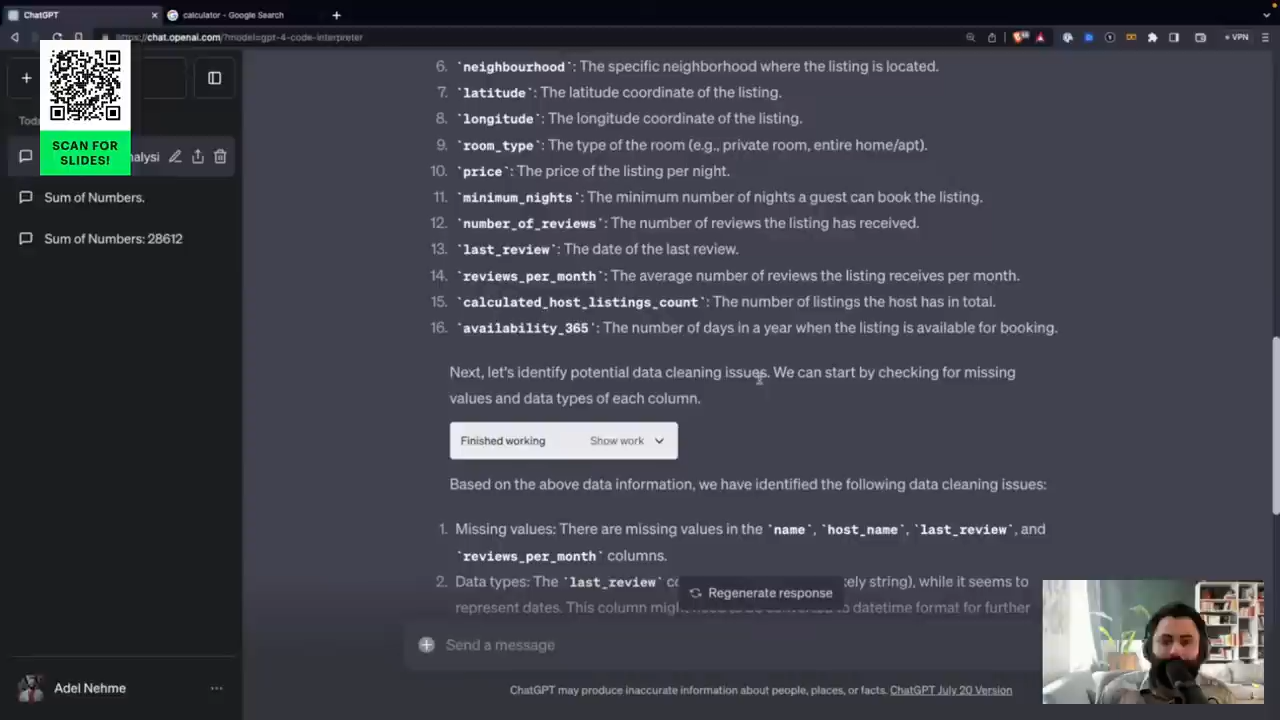 ChatGPT
calculator - Google Search
https://chat.openai.com/?model=gpt-4-code-interpreter
VPN
SCAN FOR
SLIDES!
nalysi
Sum of Numbers.
Sum of Numbers: 28612
Adel Nehme
6. `neighbourhood`: The specific neighborhood where the listing is located.
7. `latitude`: The latitude coordinate of the listing.
8. `longitude`: The longitude coordinate of the listing.
9. `room_type`: The type of the room (e.g., private room, entire home/apt).
10. `price`: The price of the listing per night.
11. `minimum_nights`: The minimum number of nights a guest can book the listing.
12. `number_of_reviews`: The number of reviews the listing has received.
13. `last_review`: The date of the last review.
14. `reviews_per_month`: The average number of reviews the listing receives per month.
15. `calculated_host_listings_count`: The number of listings the host has in total.
16. `availability_365`: The number of days in a year when the listing is available for booking.
Next, let's identify potential data cleaning issues. We can start by checking for missing
values and data types of each column.
Finished working Show work
Based on the above data information, we have identified the following data cleaning issues:
1. Missing values: There are missing values in the `name`, `host_name`, `last_review`, and
`reviews_per_month` columns.
2. Data types: The `last_review` co kely string), while it seems to
represent dates. This column might need to be converted to datetime format for further
Regenerate response
Send a message
ChatGPT may produce inaccurate information about people, places, or facts. ChatGPT July 20 Version